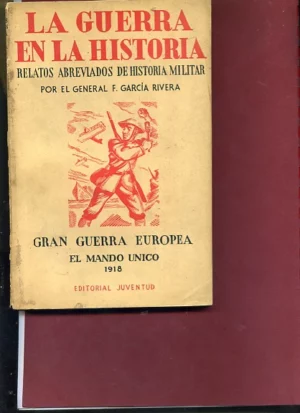 LA GUERRA
EN LA HISTORIA
RELATOS ABREVIADOS DE HISTORIA MILITAR
POR EL GENERAL F. GARCÍA RIVERA
GRAN GUERRA EUROPEA
EL MANDO UNICO
1918
EDITORIAL JUVENTUD